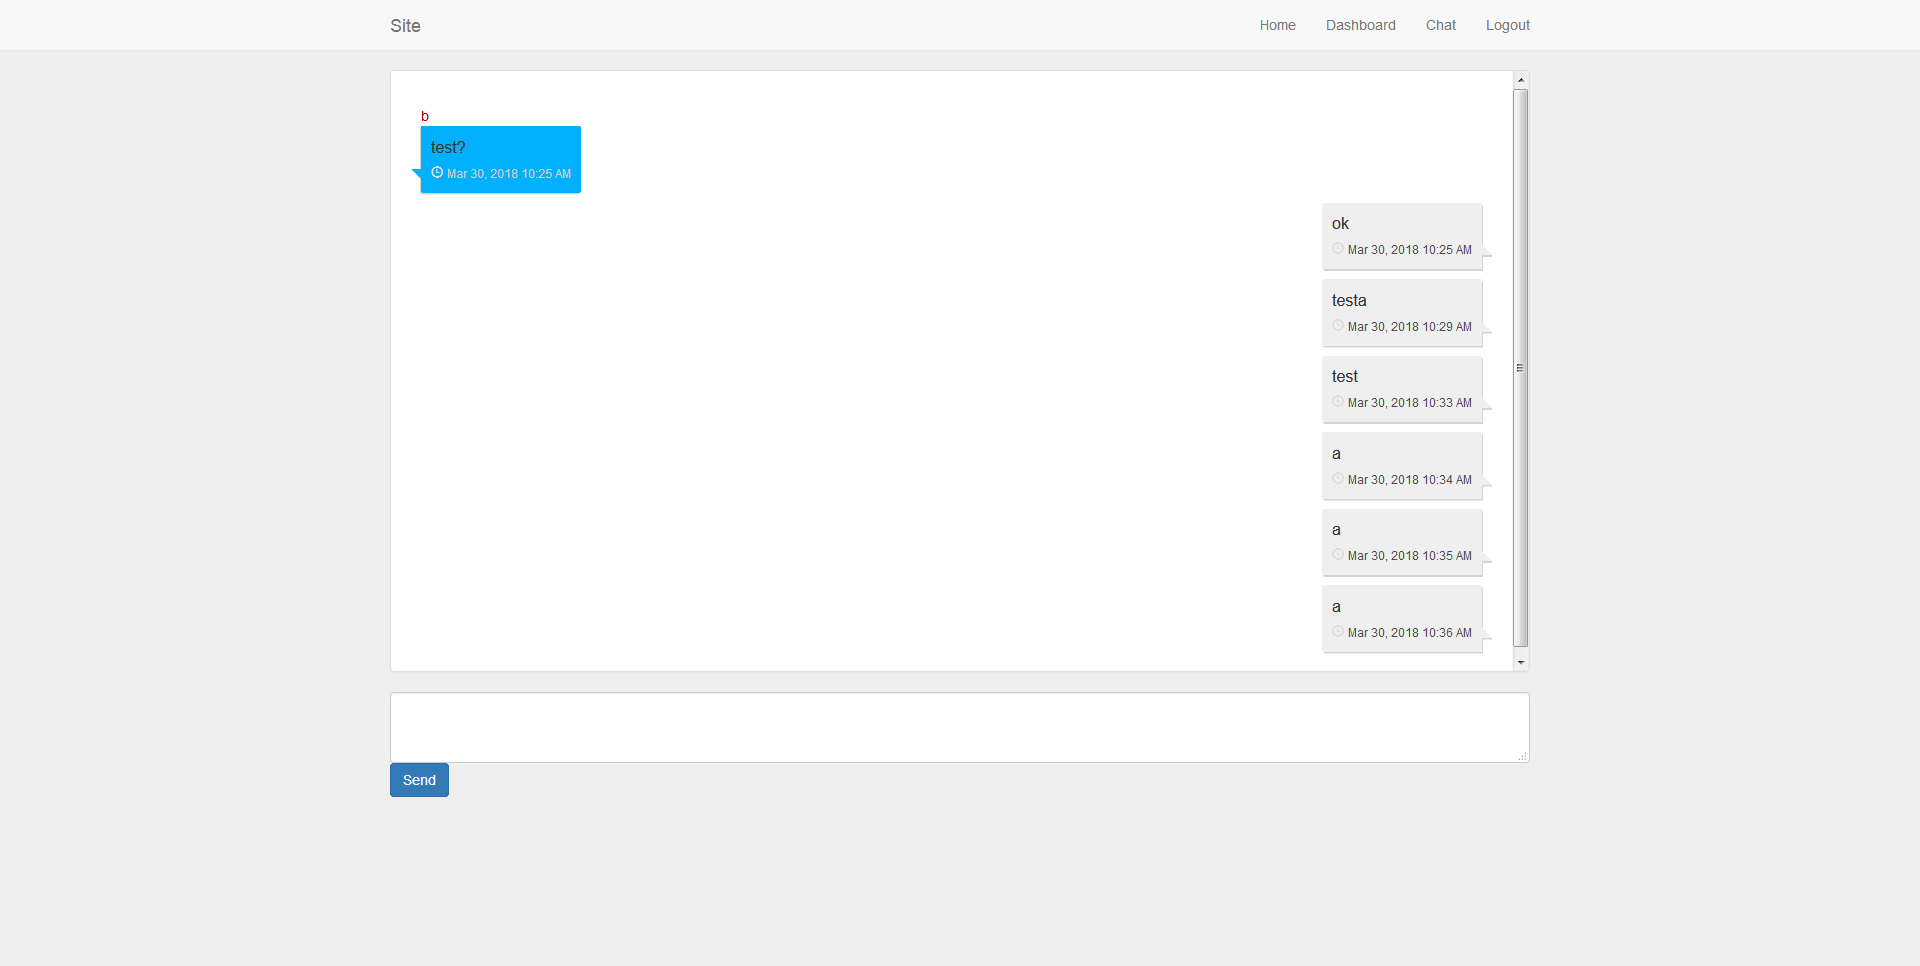 Site
Home Dashboard Chat Logout
b
test?
Mar 30, 2018 10:25 AM
ok
Mar 30, 2018 10:25 AM
testa
Mar 30, 2018 10:29 AM
test
Mar 30, 2018 10:33 AM
a
Mar 30, 2018 10:34 AM
a
Mar 30, 2018 10:35 AM
a
Mar 30, 2018 10:36 AM
Send